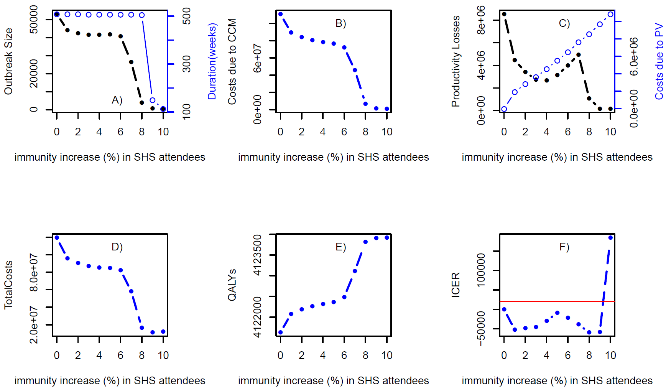 Outbreak Size
0 20000 50000
A)
100 300 500
Duration(weeks)
0 2 4 6 8 10
immunity increase (%) in SHS attendees
Costs due to CCM
0e+00 6e+07
B)
0 2 4 6 8 10
immunity increase (%) in SHS attendees
Productivity Losses
0e+00 4e+06 8e+06
C)
0.0e+00 6.0e+06
Costs due to PV
0 2 4 6 8 10
immunity increase (%) in SHS attendees
TotalCosts
2.0e+07 8.0e+07
D)
0 2 4 6 8 10
immunity increase (%) in SHS attendees
QALYs
4122000 4123500
E)
0 2 4 6 8 10
immunity increase (%) in SHS attendees
ICER
−50000 100000
F)
0 2 4 6 8 10
immunity increase (%) in SHS attendees